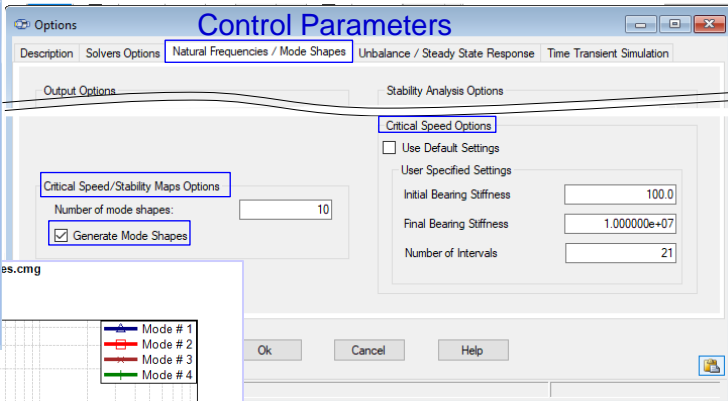 Options
Control Parameters
Description Solvers Options Natural Frequencies / Mode Shapes Unbalance / Steady State Response Time Transient Simulation
Output Options
Stability Analysis Options
Critical Speed Options
Use Default Settings
User Specified Settings
Initial Bearing Stiffness 100.0
Final Bearing Stiffness 1.000000e+07
Number of Intervals 21
Critical Speed/Stability Maps Options
Number of mode shapes: 10
Generate Mode Shapes
es.cmg
Mode # 1
Mode # 2
Mode # 3
Mode # 4
Ok Cancel Help